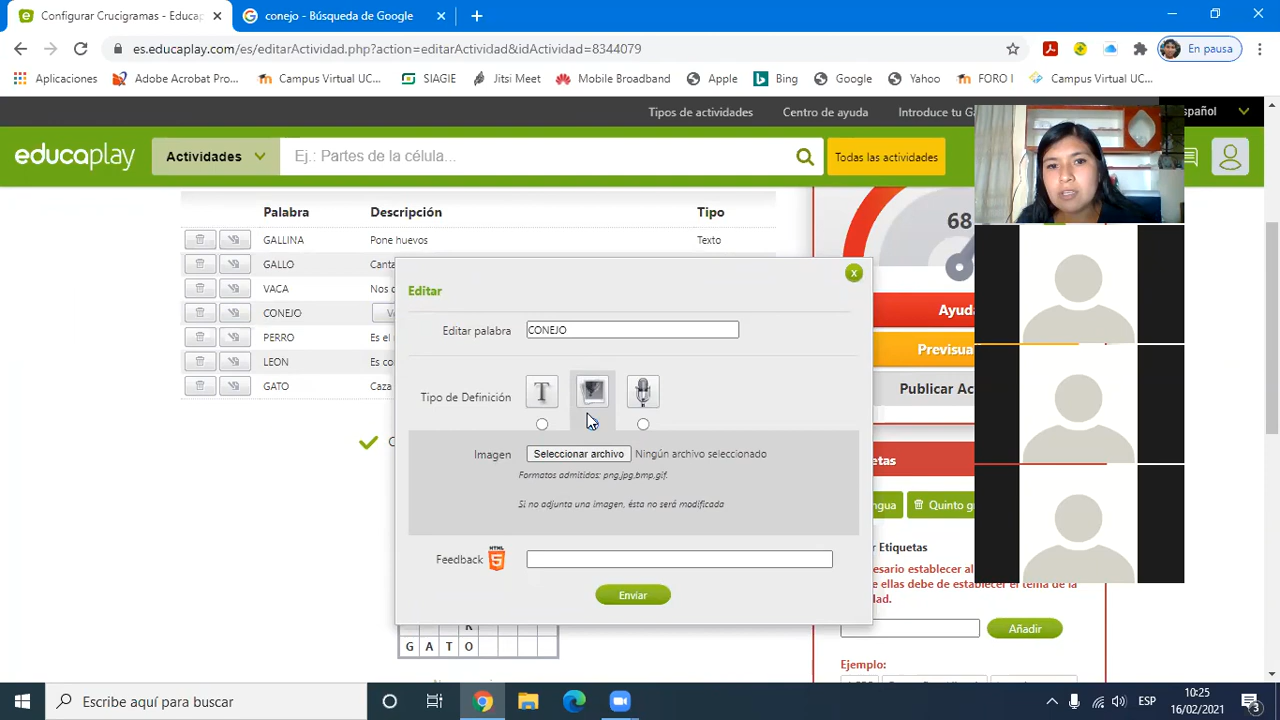 Configurar Crucigramas - Educap
conejo - Búsqueda de Google
es.educaplay.com/es/editarActividad.php?action=editarActividad&idActividad=8344079
En pausa
Aplicaciones
Adobe Acrobat Pro...
Campus Virtual UC...
SIAGIE
Jitsi Meet
Mobile Broadband
Apple
Bing
Google
Yahoo
FORO I
Campus Virtual UC...
Tipos de actividades
Centro de ayuda
Introduce tu Ga
spañol
educaplay
Actividades
Ej.: Partes de la célula...
Todas las actividades
Palabra Descripción Tipo
GALLINA Pone huevos Texto
GALLO Canta
VACA Nos d
CONEJO
PERRO Es el
LEON Es co
GATO Caza
68
Ayuda
Previsua
Publicar Ac
Editar
Editar palabra CONEJO
Tipo de Definición T
Imagen Seleccionar archivo Ningún archivo seleccionado
Formatos admitidos: png,jpg,bmp,gif.
Si no adjunta una imagen, ésta no será modificada
Feedback HTML 5
Enviar
etas
ngua
Quinto g
r Etiquetas
esario establecer al
e ellas debe de establecer el tema de la
dad.
Añadir
Ejemplo:
G A T O
Escribe aquí para buscar
ESP
10:25
16/02/2021
3